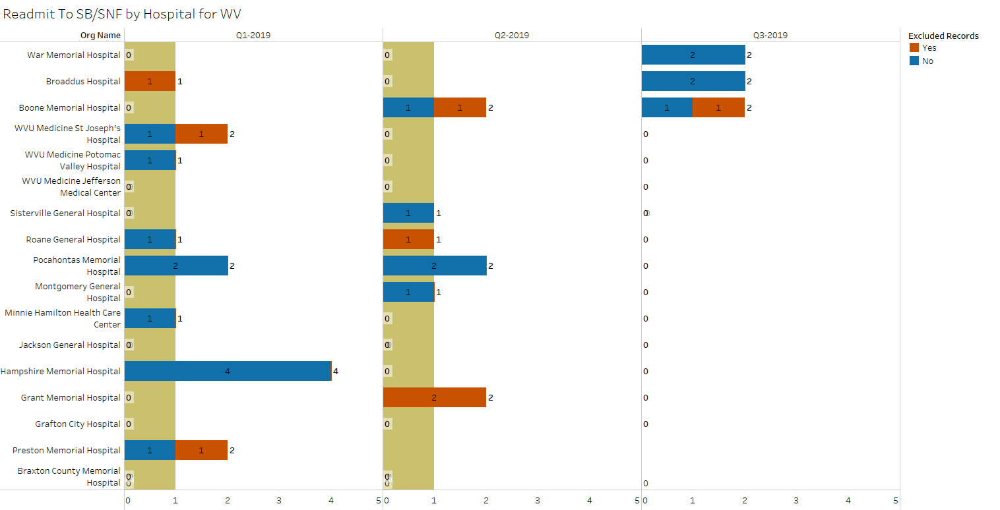 Readmit To SB/SNF by Hospital for WV
Org Name Q1-2019 Q2-2019 Q3-2019 Excluded Records
Yes
No
War Memorial Hospital 0 0 2 2
Broaddus Hospital 1 1 0 2 2
Boone Memorial Hospital 0 1 1 2 1 1 2
WVU Medicine St Joseph's
Hospital 1 1 2 0 0
WVU Medicine Potomac
Valley Hospital 1 1 0 0
WVU Medicine Jefferson
Medical Center 0 0 0
Sisterville General Hospital 0 1 1 0
Roane General Hospital 1 1 1 1 0
Pocahontas Memorial
Hospital 2 2 2 2 0
Montgomery General
Hospital 0 1 1 0
Minnie Hamilton Health Care
Center 1 1 0 0
Jackson General Hospital 0 0 0
Hampshire Memorial Hospital 4 4 0 0
Grant Memorial Hospital 0 2 2 0
Grafton City Hospital 0 0 0
Preston Memorial Hospital 1 1 2
Braxton County Memorial 0 0
Hospital 0 0 0
0 1 2 3 4 5 0 1 2 3 4 5 0 1 2 3 4 5